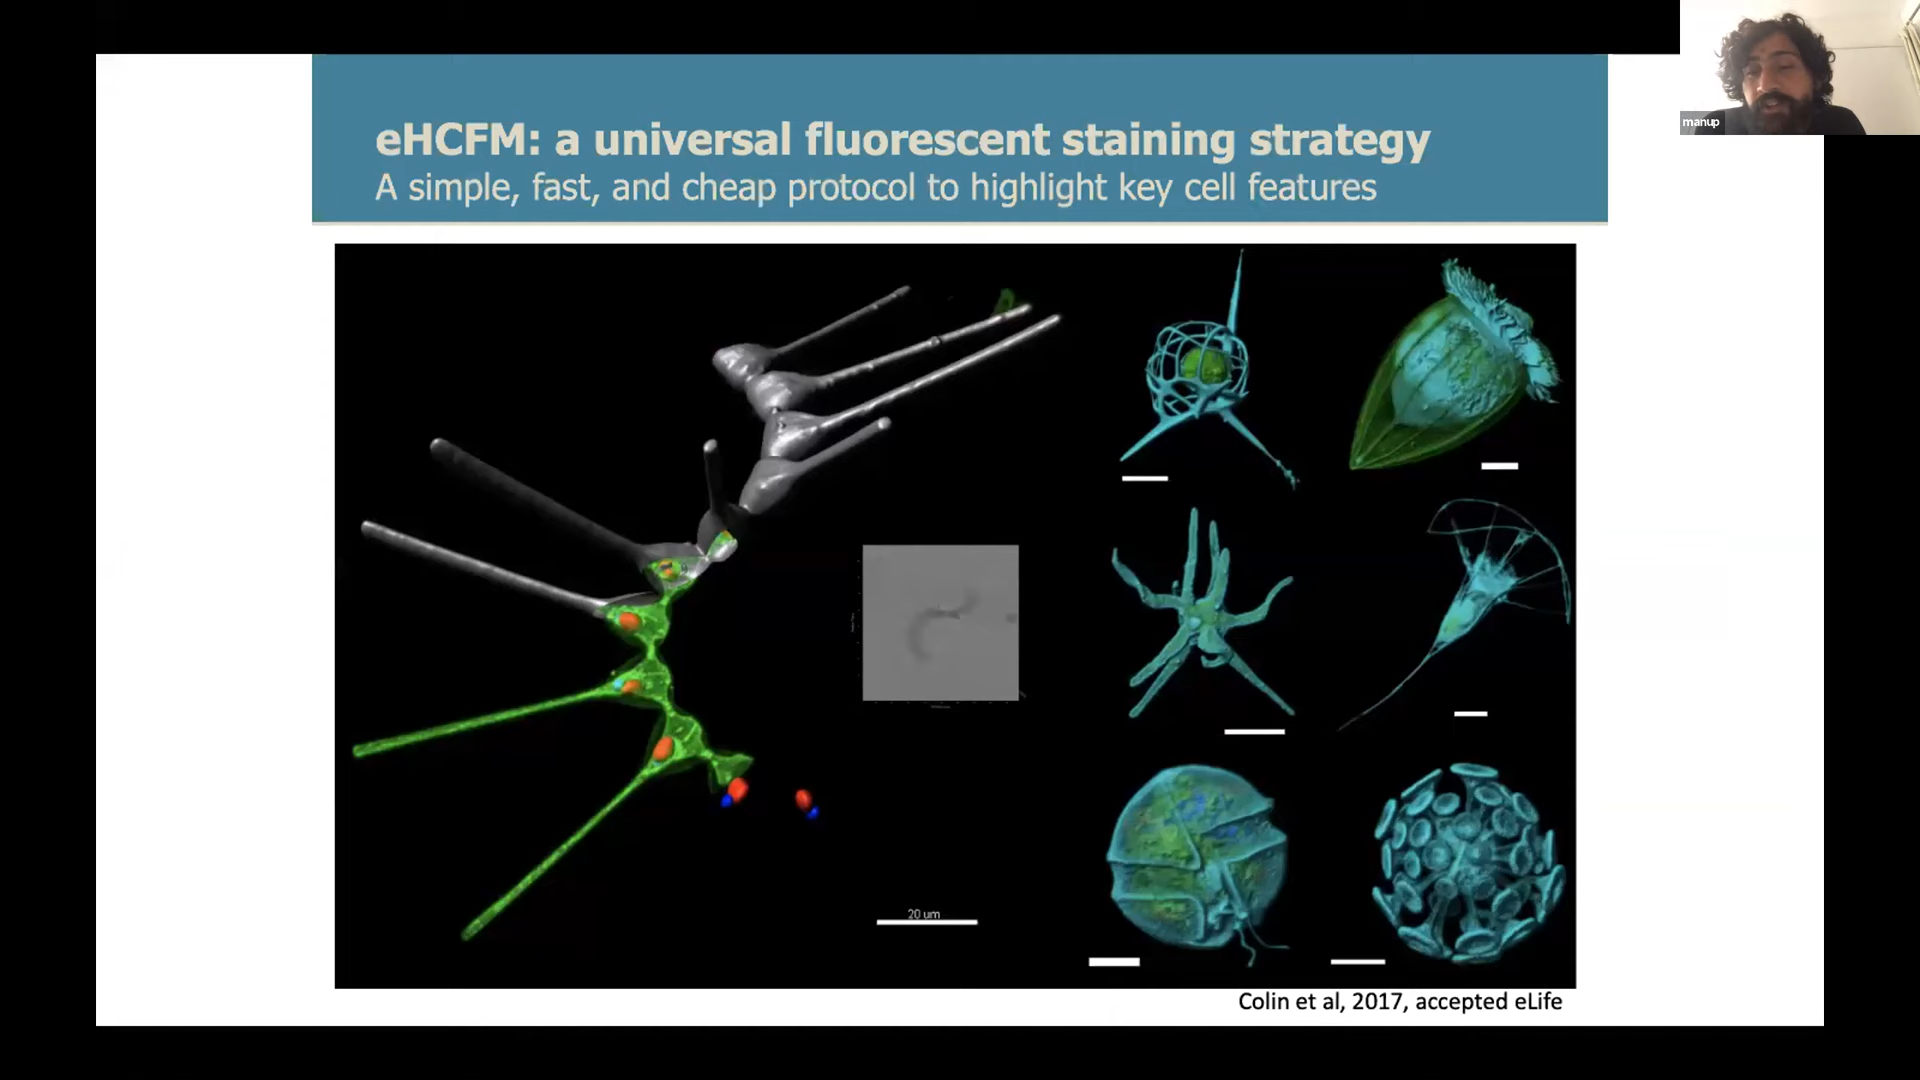 manup
eHCFM: a universal fluorescent staining strategy
A simple, fast, and cheap protocol to highlight key cell features
20 um
Colin et al, 2017, accepted eLife